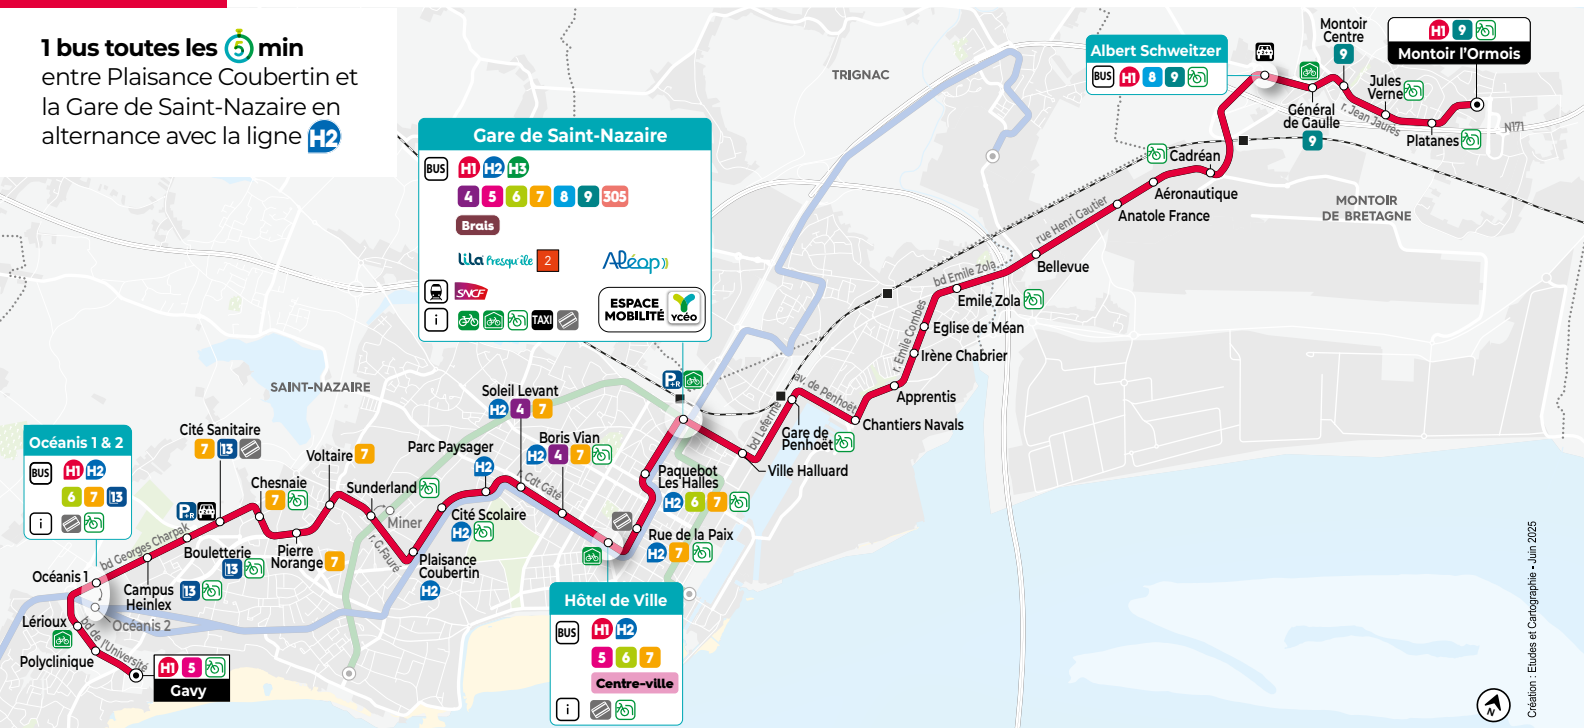 1 bus toutes les 5 min
entre Plaisance Coubertin et
la Gare de Saint-Nazaire en
alternance avec la ligne H2
TRIGNAC
Albert Schweitzer
BUS H1 8 9
Montoir
Centre
9
H1 9
Montoir l'Ormois
Jules
Verne
Général
de Gaulle
9
r. Jean Jaurès
Platanes
N171
MONTOIR
DE BRETAGNE
Cadréan
Aéronautique
Anatole France
rue Henri Gautier
Bellevue
bd Emile Zola
Emile Zola
Eglise de Méan
r. Emile Combes
Irène Chabrier
Apprentis
av. de Penhoët
Chantiers Navals
Gare de
Penhoët
bd Leferme
Ville Halluard
Gare de Saint-Nazaire
BUS H1 H2 H3
4 5 6 7 8 9 305
Brais
Lila Presqu'île 2
Aléop
SNCF
i TAXI
ESPACE
MOBILITÉ
YCÉO
P+R
SAINT-NAZAIRE
Soleil Levant
H2 4 7
Boris Vian
H2 4 7
Parc Paysager
H2
r. Cdt Gâté
Paquebot
Les Halles
H2 6 7
Rue de la Paix
H2 7
Hôtel de Ville
BUS H1 H2
5 6 7
Centre-ville
i
Cité Scolaire
H2
Plaisance
Coubertin
H2
Miner
r. G.Faure
Sunderland
Voltaire 7
Pierre
Norange 7
Chesnaie
7
Cité Sanitaire
7 13
P+R
Bouletterie
13
bd Georges Charpak
Campus
Heinlex
13
Océanis 1 & 2
BUS H1 H2
6 7 13
i
Océanis 1
Océanis 2
Lérioux
bd de l'Université
Polyclinique
H1 5
Gavy
N
Création : Etudes et Cartographie - Juin 2025